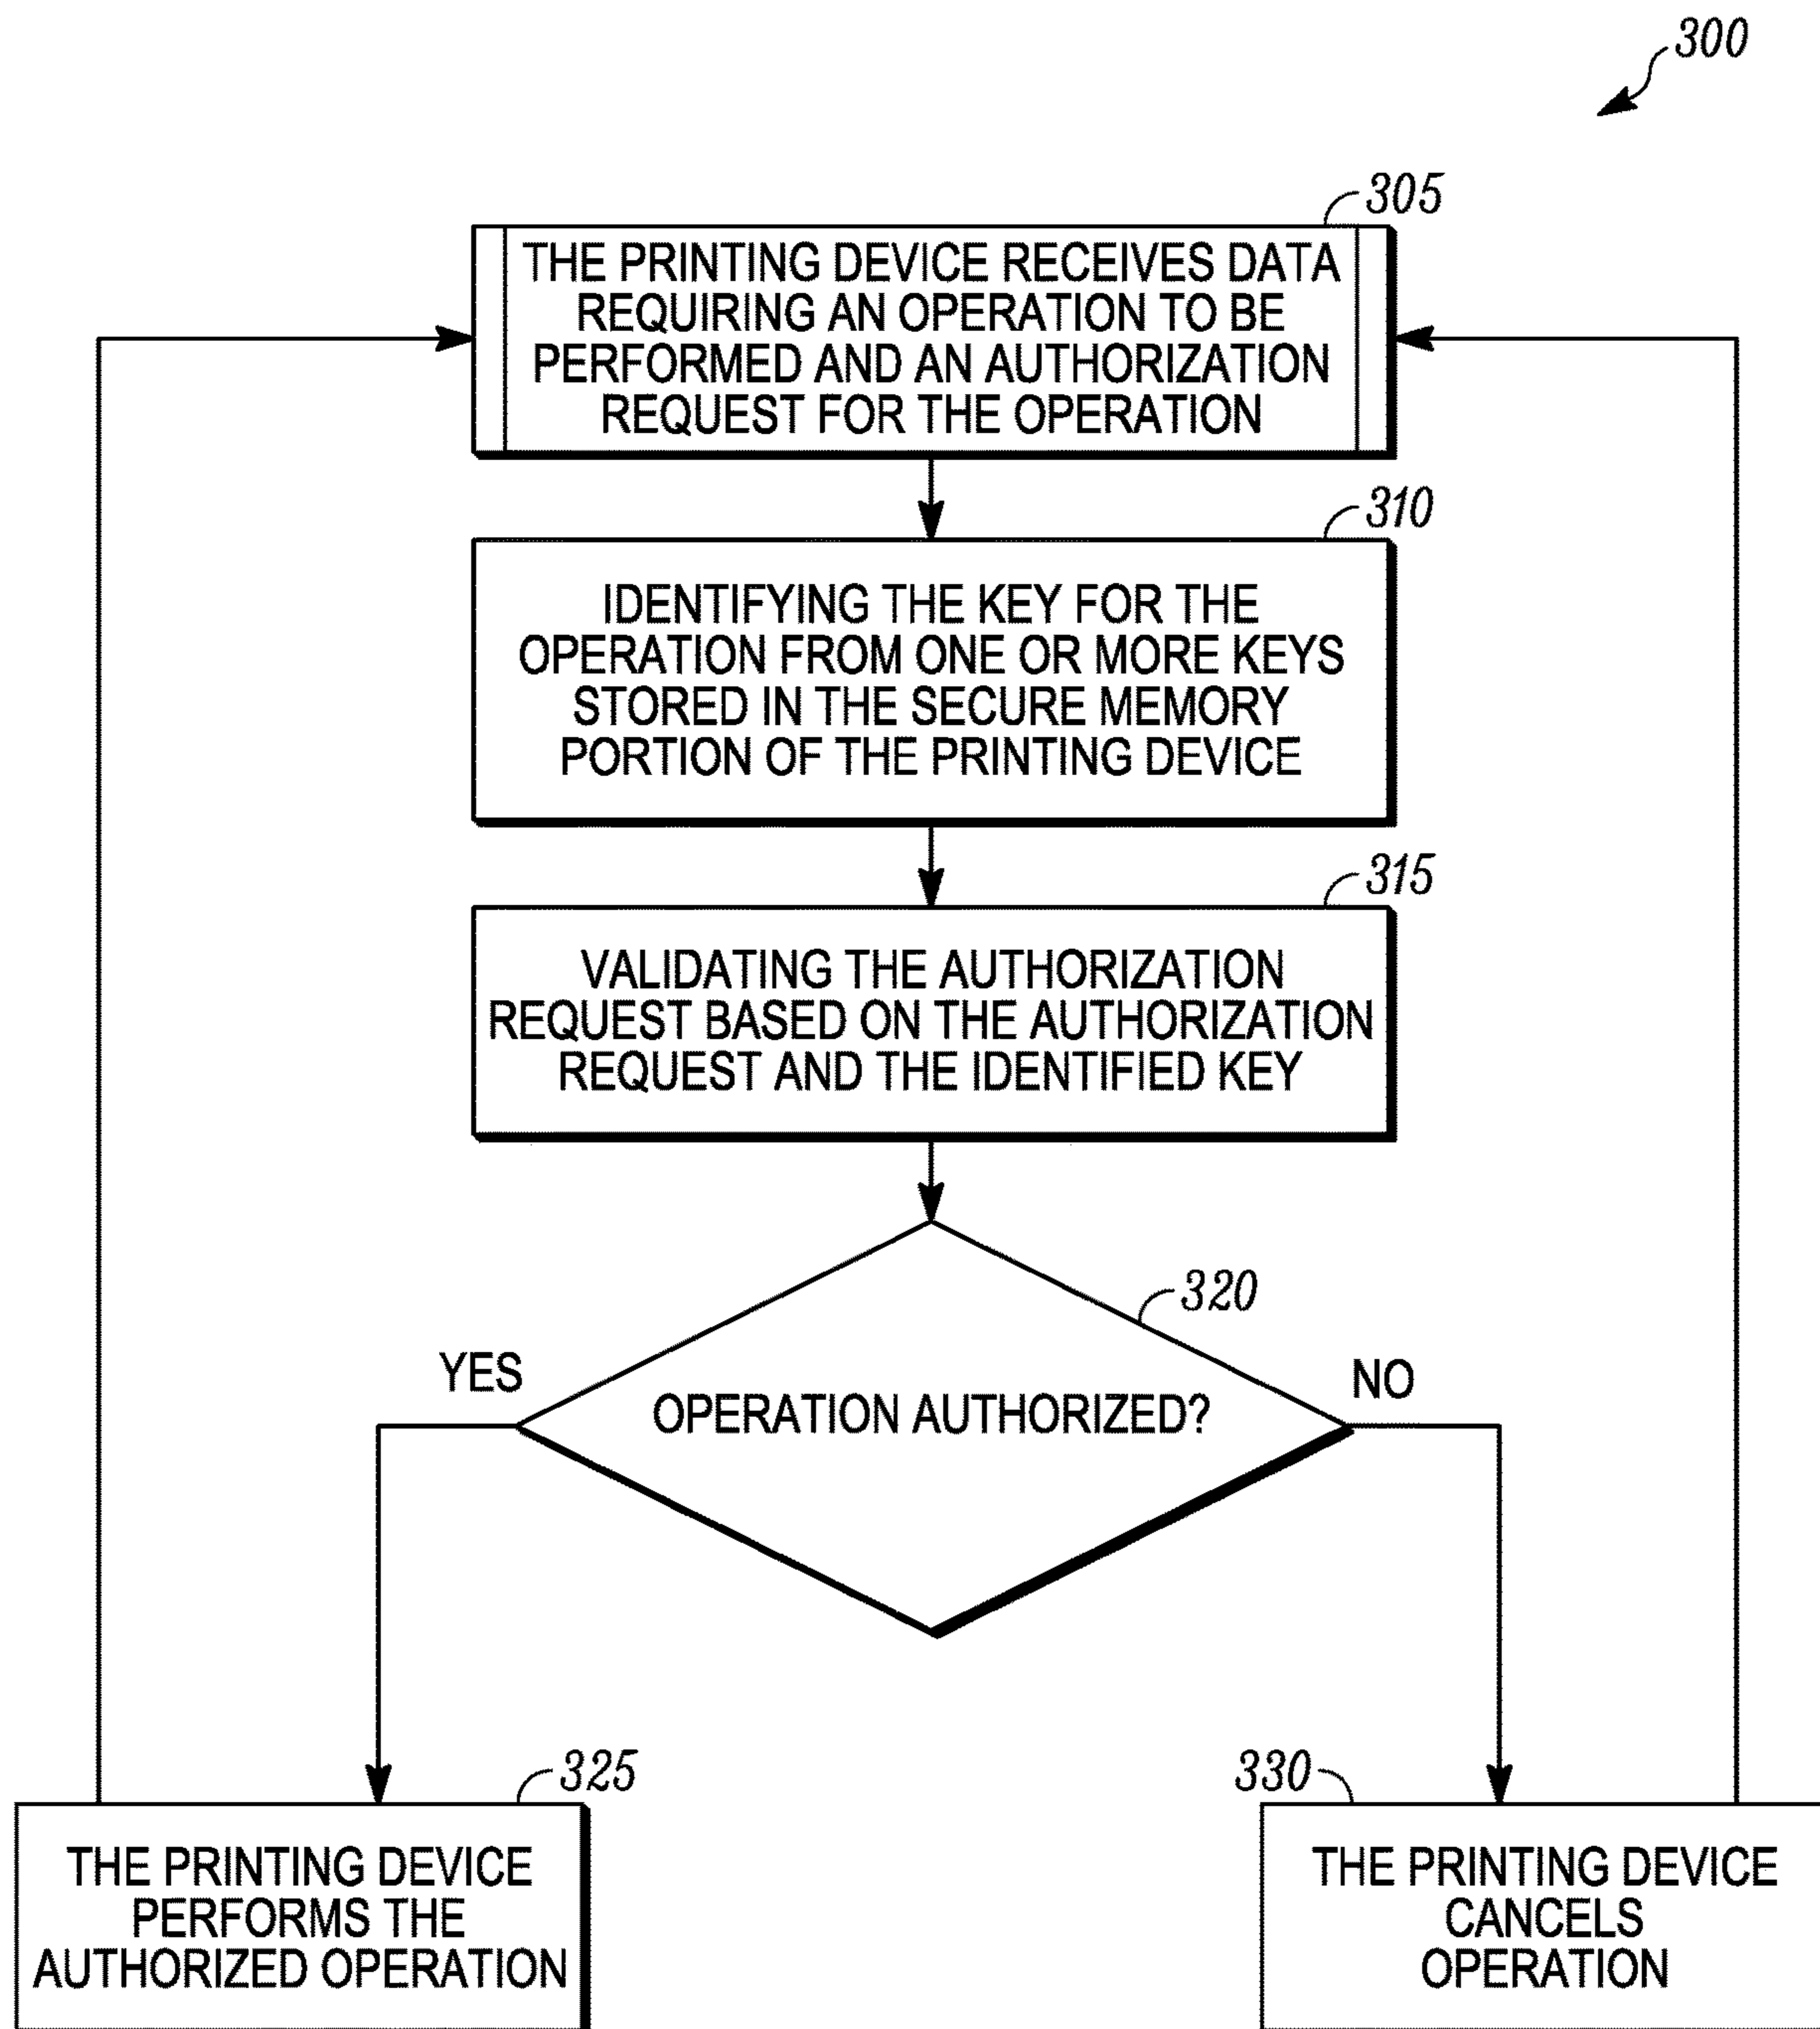 300
305
THE PRINTING DEVICE RECEIVES DATA
REQUIRING AN OPERATION TO BE
PERFORMED AND AN AUTHORIZATION
REQUEST FOR THE OPERATION
310
IDENTIFYING THE KEY FOR THE
OPERATION FROM ONE OR MORE KEYS
STORED IN THE SECURE MEMORY
PORTION OF THE PRINTING DEVICE
315
VALIDATING THE AUTHORIZATION
REQUEST BASED ON THE AUTHORIZATION
REQUEST AND THE IDENTIFIED KEY
320
YES
NO
OPERATION AUTHORIZED?
325
THE PRINTING DEVICE
PERFORMS THE
AUTHORIZED OPERATION
330
THE PRINTING DEVICE
CANCELS
OPERATION